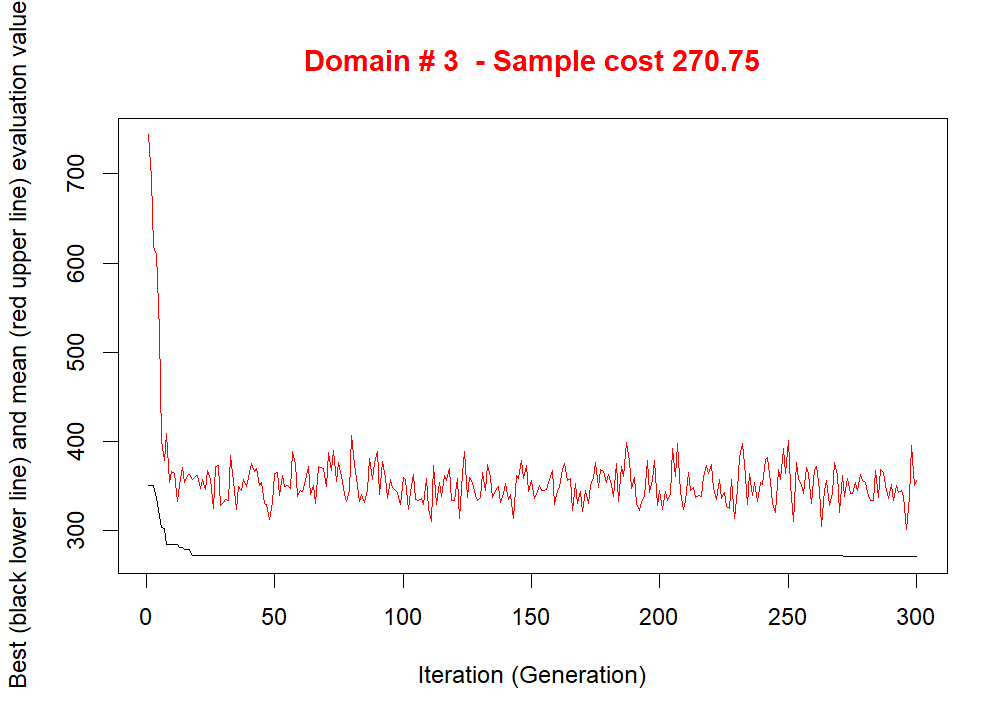 Domain # 3  - Sample cost 270.75
Best (black lower line) and mean (red upper line) evaluation value
700
600
500
400
300
0 50 100 150 200 250 300
Iteration (Generation)